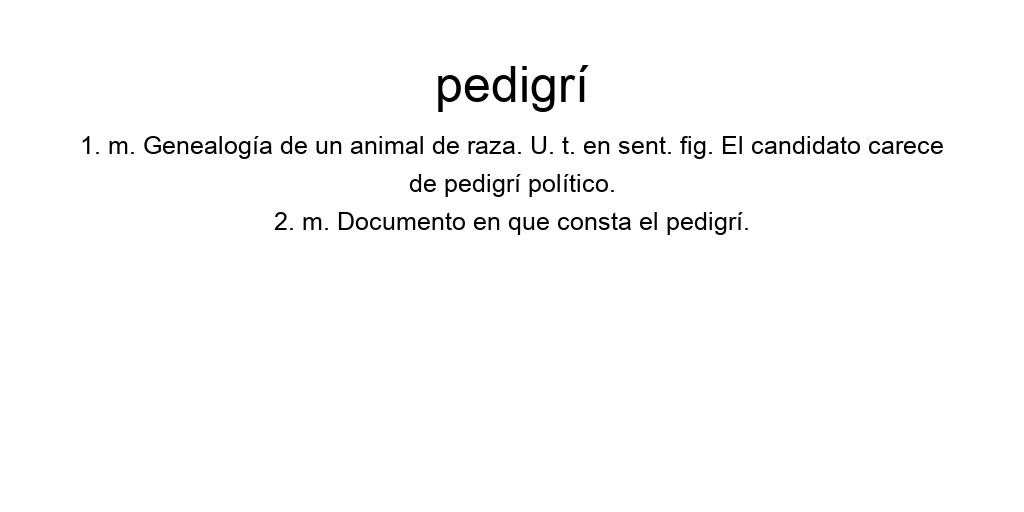 pedigrí
1. m. Genealogía de un animal de raza. U. t. en sent. fig. El candidato carece
de pedigrí político.
2. m. Documento en que consta el pedigrí.